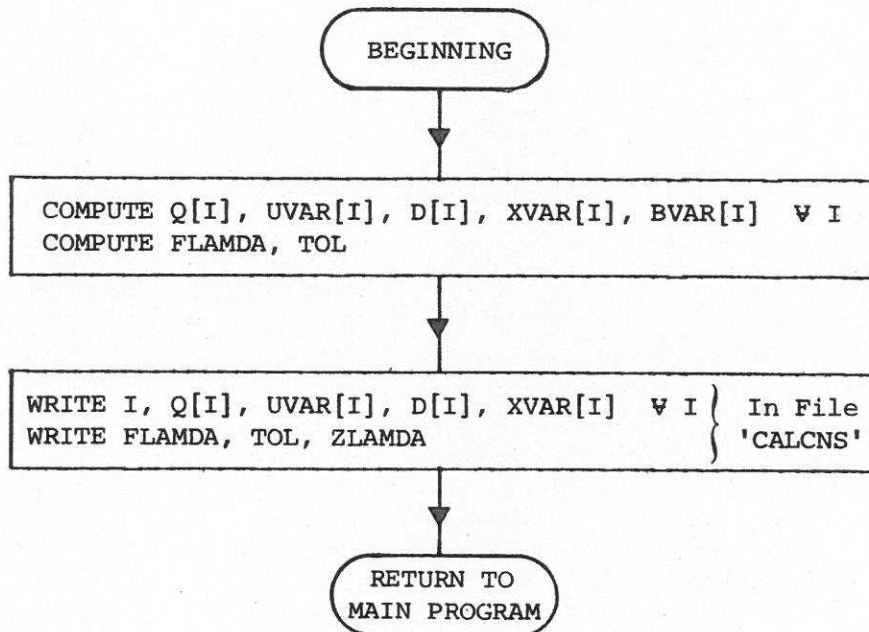 BEGINNING
COMPUTE Q[I], UVAR[I], D[I], XVAR[I], BVAR[I] ∀ I
COMPUTE FLAMDA, TOL
WRITE I, Q[I], UVAR[I], D[I], XVAR[I] ∀ I } In File
WRITE FLAMDA, TOL, ZLAMDA 'CALCNS'
RETURN TO
MAIN PROGRAM